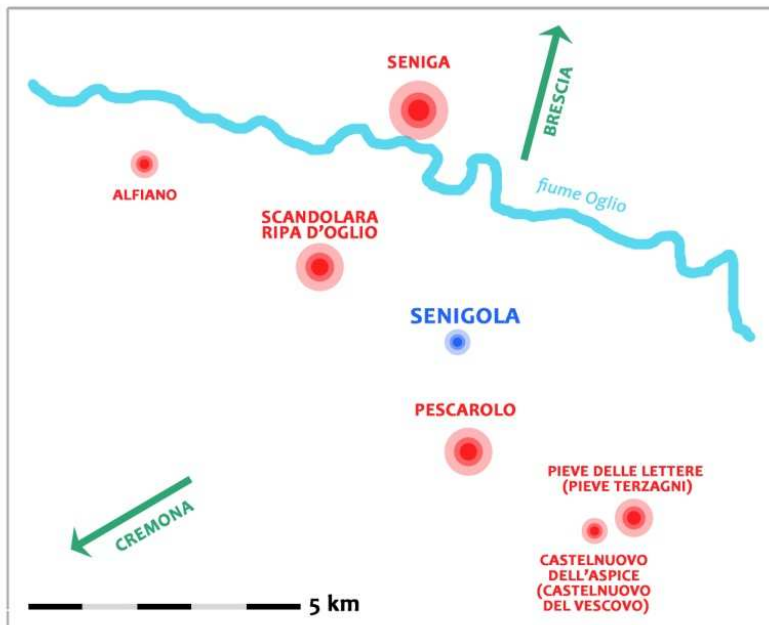 SENIGA
BRESCIA
fiume Oglio
ALFIANO
SCANDOLARA
RIPA D'OGLIO
SENIGOLA
PESCAROLO
PIEVE DELLE LETTERE
(PIEVE TERZAGNI)
CREMONA
CASTELNUOVO
DELL'ASPICE
(CASTELNUOVO
DEL VESCOVO)
5 km